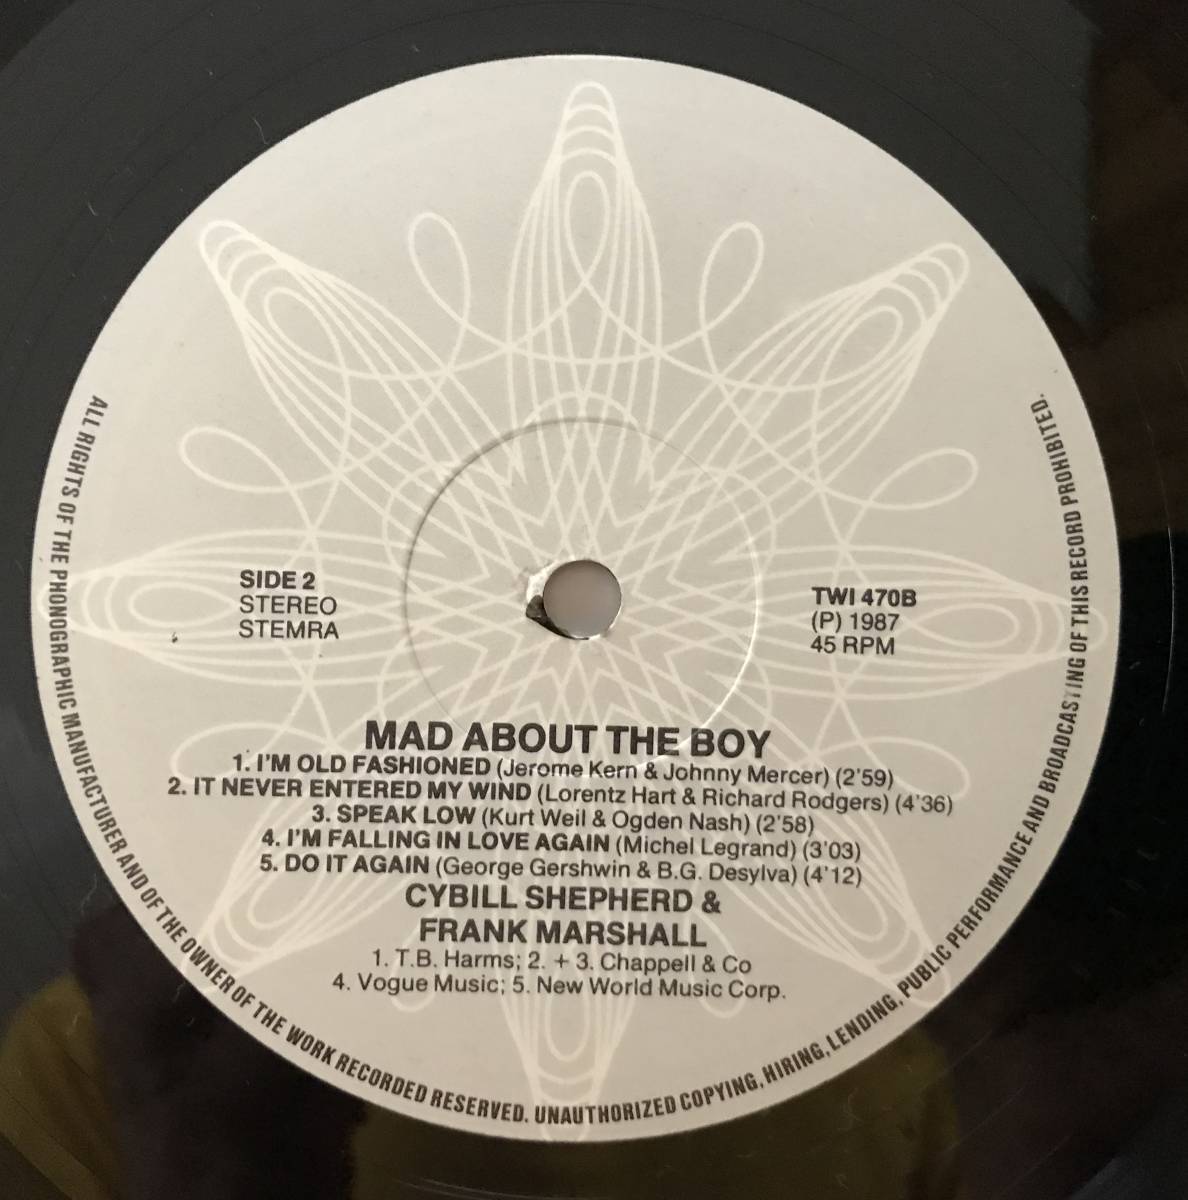 SIDE 2
STEREO
STEMRA
TWI 470B
(P) 1987
45 RPM
MAD ABOUT THE BOY
1. I'M OLD FASHIONED (Jerome Kern & Johnny Mercer) (2'59)
2. IT NEVER ENTERED MY WIND (Lorentz Hart & Richard Rodgers) (4'36)
3. SPEAK LOW (Kurt Weil & Ogden Nash) (2'58)
4. I'M FALLING IN LOVE AGAIN (Michel Legrand) (3'03)
5. DO IT AGAIN (George Gershwin & B.G. Desylva) (4'12)
CYBILL SHEPHERD &
FRANK MARSHALL
1. T.B. Harms; 2. + 3. Chappell & Co
4. Vogue Music; 5. New World Music Corp.
ALL RIGHTS OF THE PHONOGRAPHIC MANUFACTURER AND OF THE OWNER OF THE WORK RECORDED RESERVED. UNAUTHORIZED COPYING, HIRING, LENDING, PUBLIC PERFORMANCE AND BROADCASTING OF THIS RECORD PROHIBITED.